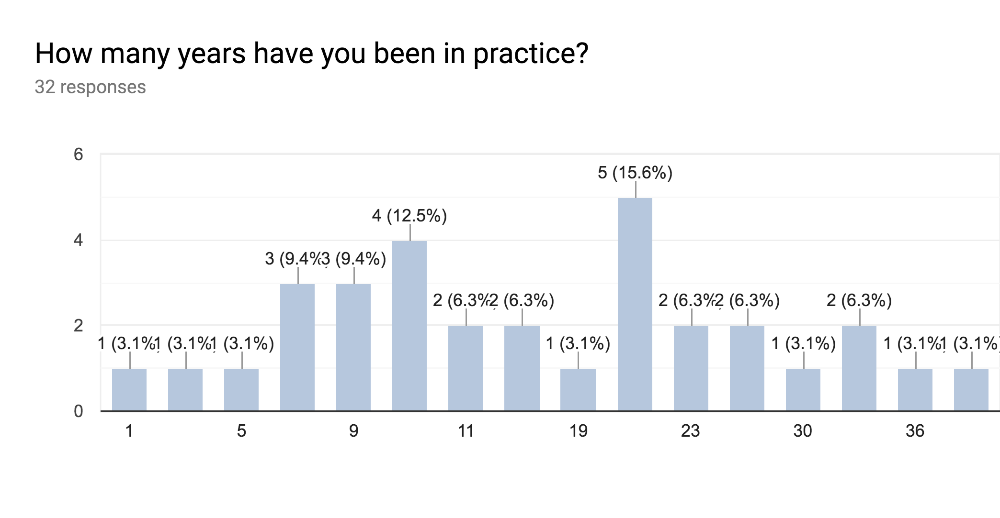 How many years have you been in practice?
32 responses
6
5 (15.6%)
4 (12.5%)
4
3 (9.4%) 3 (9.4%)
2 (6.3%) 2 (6.3%) 2 (6.3%) 2 (6.3%) 2 (6.3%)
2
1 (3.1%) 1 (3.1%) 1 (3.1%) 1 (3.1%) 1 (3.1%) 1 (3.1%) 1 (3.1%)
0
1 5 9 11 19 23 30 36